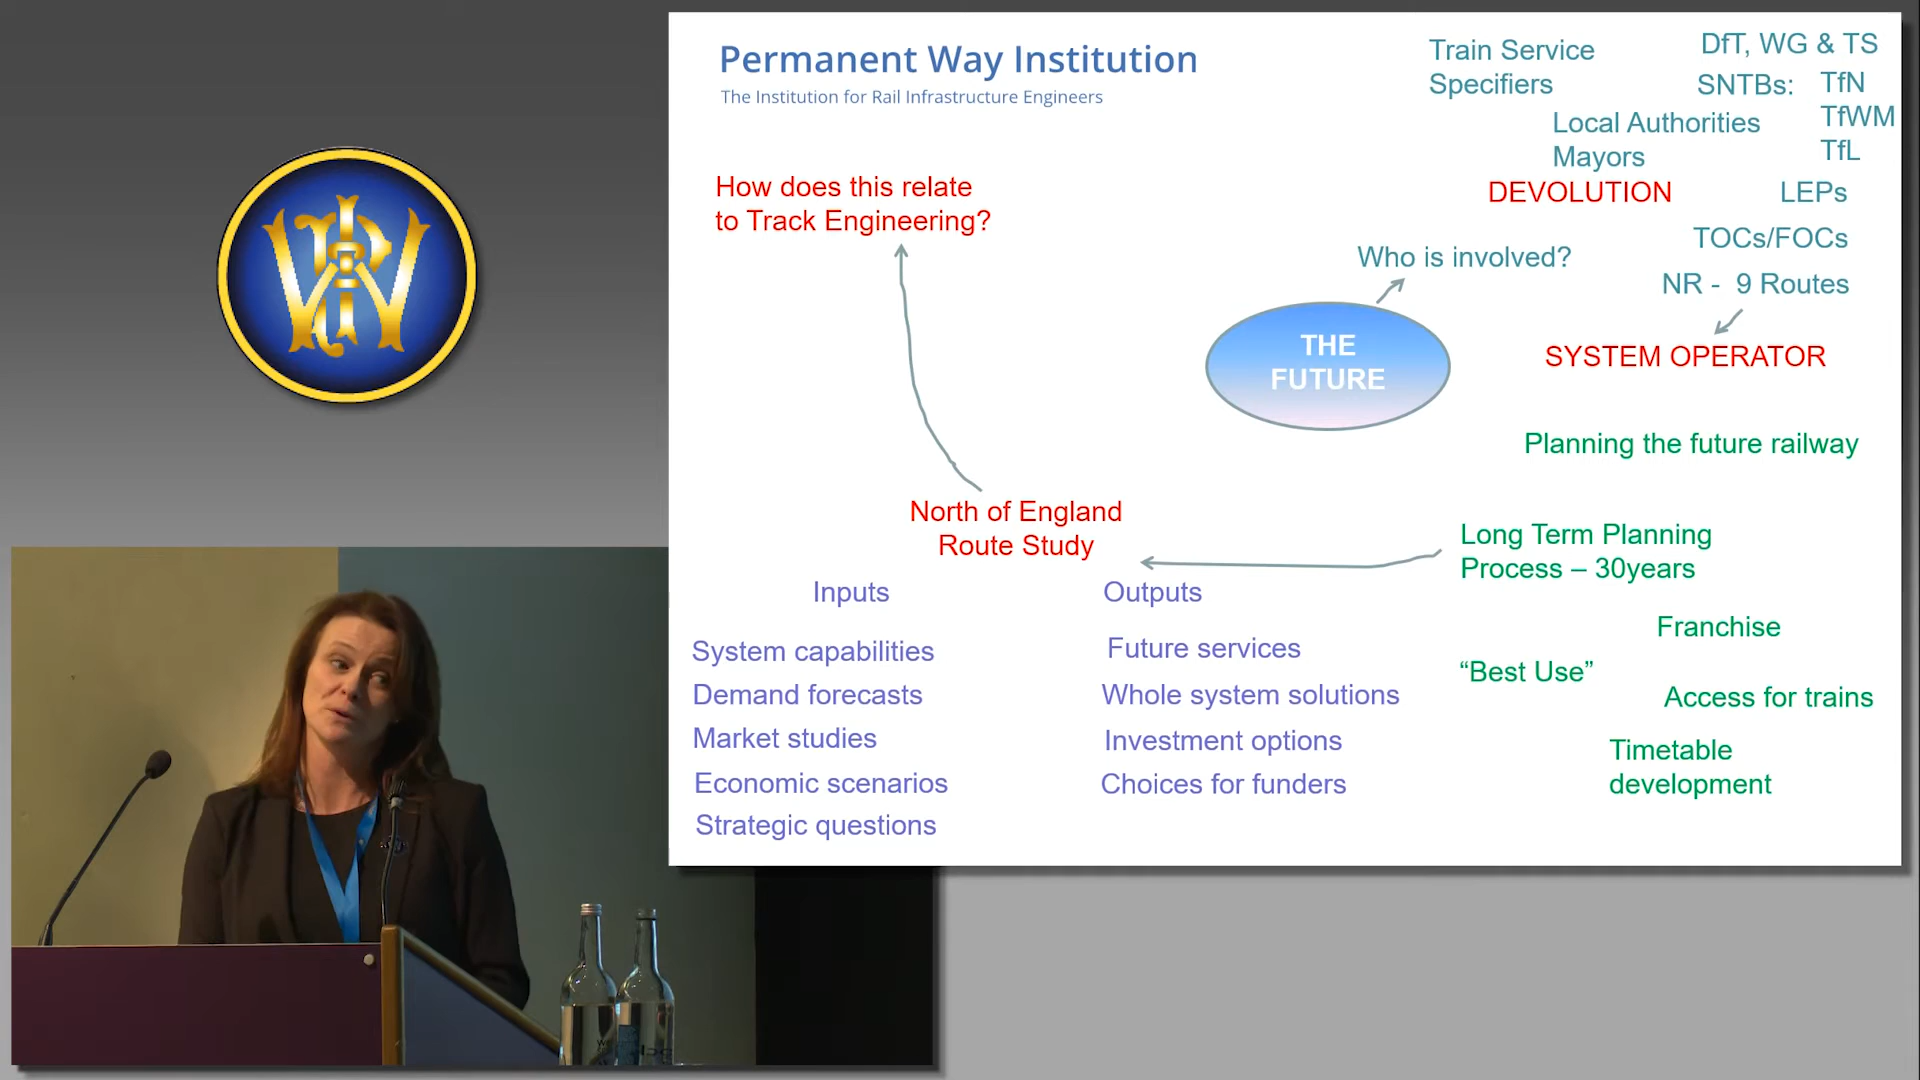 Permanent Way Institution
The Institution for Rail Infrastructure Engineers
Train Service
Specifiers
DfT, WG & TS
SNTBs:
TfN
TfWM
TfL
Local Authorities
Mayors
DEVOLUTION
LEPs
TOCs/FOCs
NR - 9 Routes
Who is involved?
THE
FUTURE
SYSTEM OPERATOR
How does this relate
to Track Engineering?
Planning the future railway
Long Term Planning
Process – 30years
Franchise
“Best Use”
Access for trains
Timetable
development
North of England
Route Study
Inputs
System capabilities
Demand forecasts
Market studies
Economic scenarios
Strategic questions
Outputs
Future services
Whole system solutions
Investment options
Choices for funders